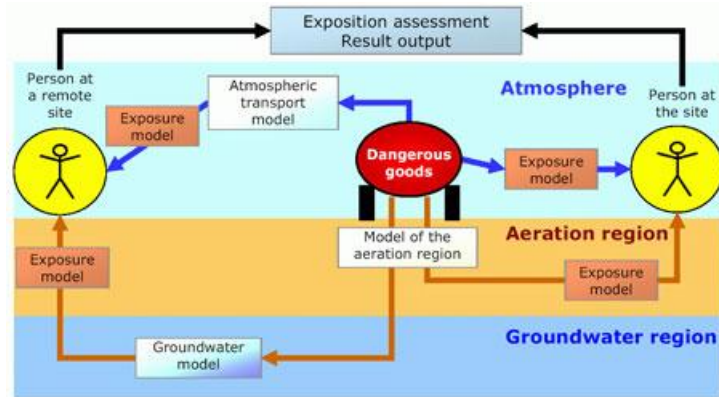 Exposition assessment
Result output
Person at
a remote
site
Exposure
model
Atmospheric
transport
model
Atmosphere
Person at
the site
Dangerous
goods
Exposure
model
Model of the
aeration region
Aeration region
Exposure
model
Exposure
model
Groundwater
model
Groundwater region